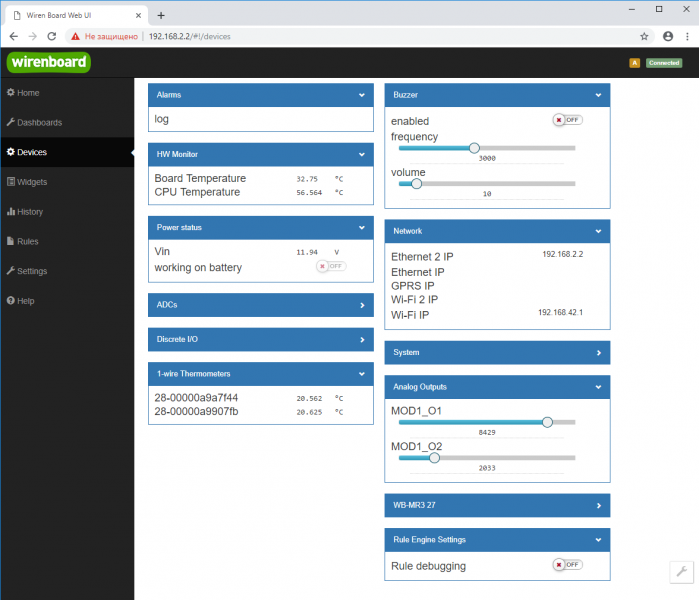 Wiren Board Web UI
Не защищено
192.168.2.2/#!/devices
wirenboard
A
Connected
Home
Dashboards
Devices
Widgets
History
Rules
Settings
Help
Alarms
log
HW Monitor
Board Temperature 32.75 °C
CPU Temperature 56.564 °C
Power status
Vin 11.94 V
working on battery OFF
ADCs
Discrete I/O
1-wire Thermometers
28-00000a9a7f44 20.562 °C
28-00000a9907fb 20.625 °C
Buzzer
enabled OFF
frequency
3000
volume
10
Network
Ethernet 2 IP 192.168.2.2
Ethernet IP
GPRS IP
Wi-Fi 2 IP
Wi-Fi IP 192.168.42.1
System
Analog Outputs
MOD1_O1
8429
MOD1_O2
2033
WB-MR3 27
Rule Engine Settings
Rule debugging OFF